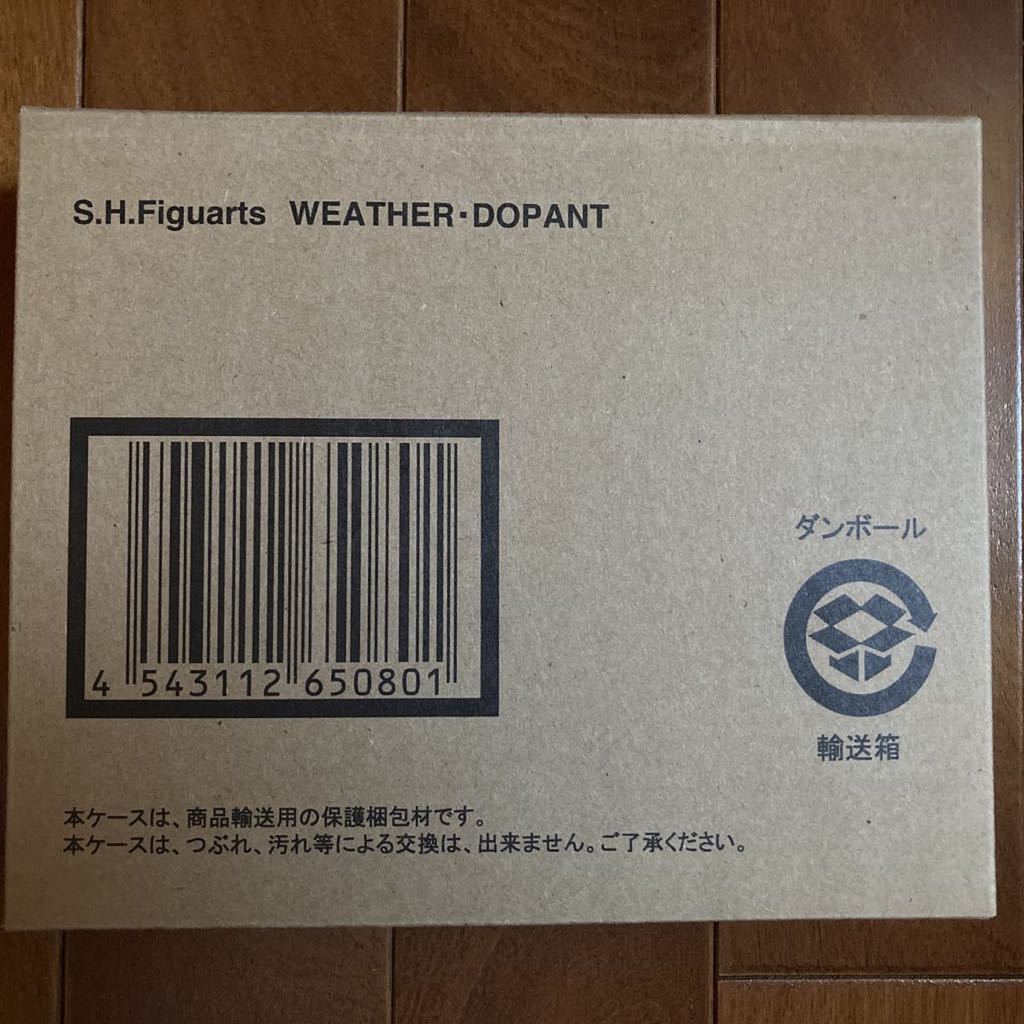 S.H.Figuarts WEATHER・DOPANT
ダンボール
4 543112 650801
輸送箱
本ケースは、商品輸送用の保護梱包材です。
本ケースは、つぶれ、汚れ等による交換は、出来ません。ご了承ください。